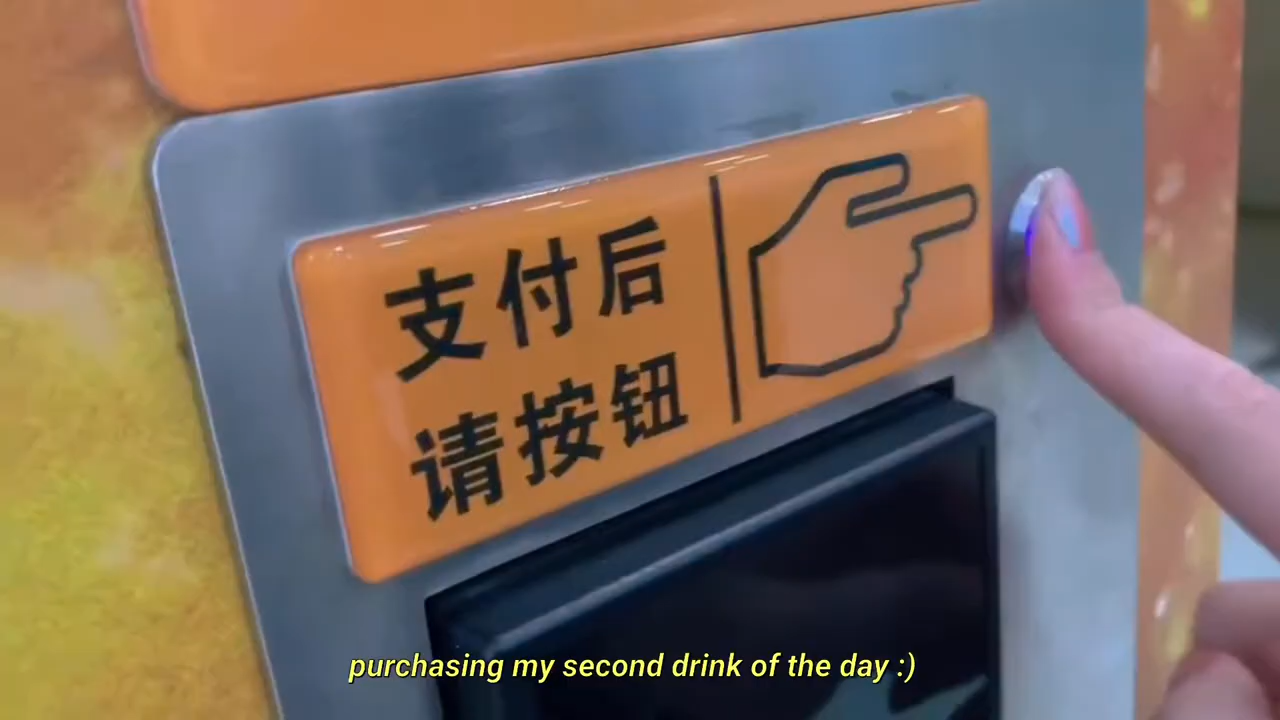 支付后
请按钮
purchasing my second drink of the day :)